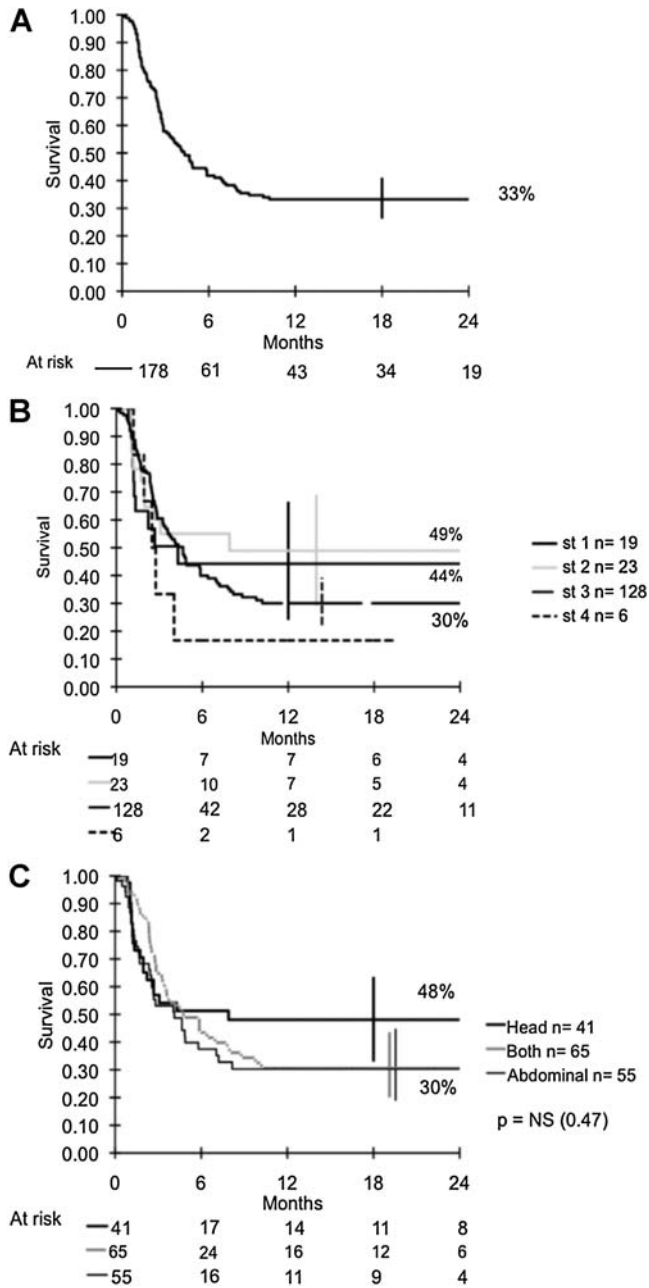 A
1.00
0.90
0.80
0.70
0.60
0.50
0.40
0.30
0.20
0.10
0.00
Survival
33%
0 6 12 18 24
Months
At risk
178 61 43 34 19
B
1.00
0.90
0.80
0.70
0.60
0.50
0.40
0.30
0.20
0.10
0.00
Survival
49%
44%
30%
st 1 n= 19
st 2 n= 23
st 3 n= 128
st 4 n= 6
0 6 12 18 24
Months
At risk
19 7 7 6 4
23 10 7 5 4
128 42 28 22 11
6 2 1 1
C
1.00
0.90
0.80
0.70
0.60
0.50
0.40
0.30
0.20
0.10
0.00
Survival
48%
30%
Head n= 41
Both n= 65
Abdominal n= 55
p = NS (0.47)
0 6 12 18 24
Months
At risk
41 17 14 11 8
65 24 16 12 6
55 16 11 9 4